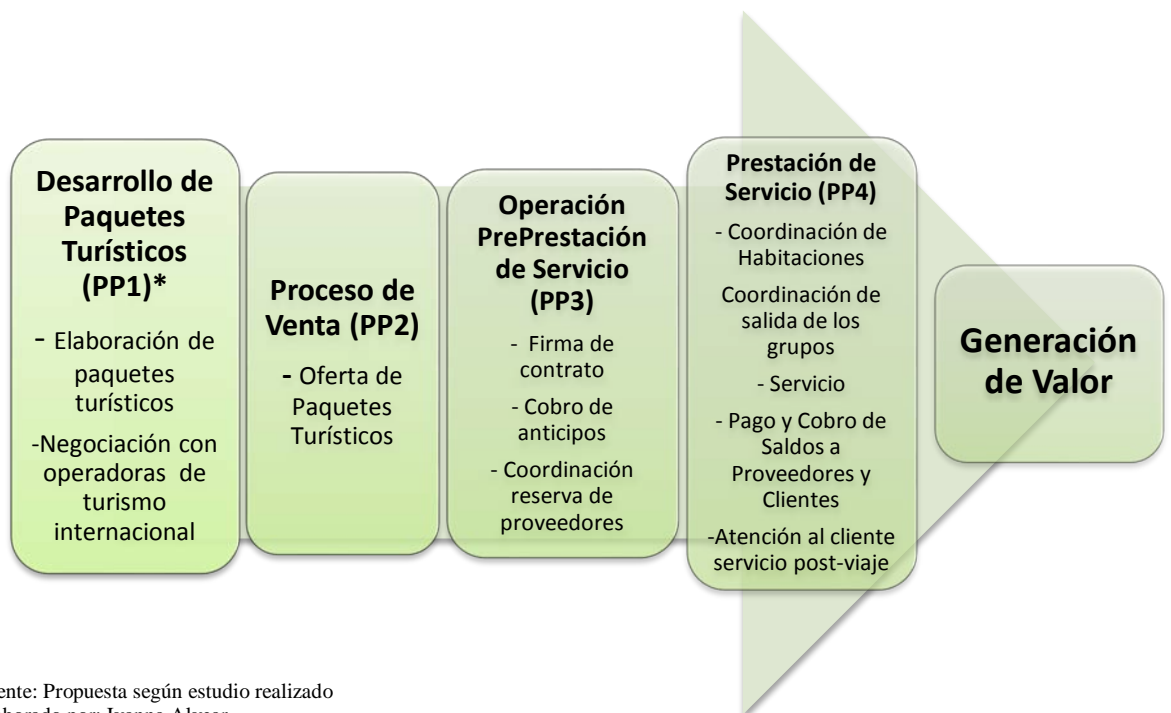 Desarrollo de
Paquetes
Turísticos
(PP1)*
- Elaboración de
paquetes
turísticos
-Negociación con
operadoras de
turismo
internacional
Proceso de
Venta (PP2)
- Oferta de
Paquetes
Turísticos
Operación
PrePrestación
de Servicio
(PP3)
- Firma de
contrato
- Cobro de
anticipos
- Coordinación
reserva de
proveedores
Prestación de
Servicio (PP4)
- Coordinación de
Habitaciones
Coordinación de
salida de los
grupos
- Servicio
- Pago y Cobro de
Saldos a
Proveedores y
Clientes
-Atención al cliente
servicio post-viaje
Generación
de Valor
ente: Propuesta según estudio realizado